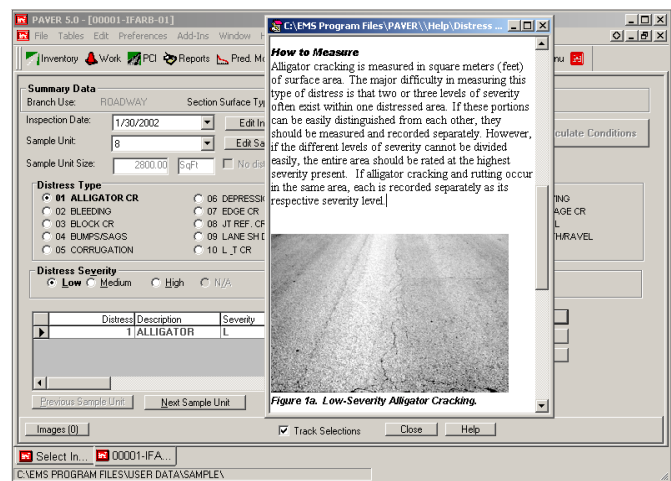 PAVER 5.0 - [00001-IFARB-01]
File Tables Edit Preferences Add-Ins Window
Inventory Work PCI Reports Pred. Mo
Summary Data
Branch Use: ROADWAY Section Surface Ty
Inspection Date: 1/30/2002 Edit In
Sample Unit: 8 Edit Sa
culate Conditions
Sample Unit Size: 2800.00 SqFt No dis
Distress Type
01 ALLIGATOR CR 06 DEPRESSI
02 BLEEDING 07 EDGE CR
03 BLOCK CR 08 JT REF. CR
04 BUMPS/SAGS 09 LANE SH D
05 CORRUGATION 10 L_T CR
Distress Severity
Low Medium High N/A
Distress Description Severity
1 ALLIGATOR L
Previous Sample Unit Next Sample Unit
Images (0)
C:\EMS Program Files\PAVER\\Help\Distress ...
How to Measure
Alligator cracking is measured in square meters (feet)
of surface area. The major difficulty in measuring this
type of distress is that two or three levels of severity
often exist within one distressed area. If these portions
can be easily distinguished from each other, they
should be measured and recorded separately. However,
if the different levels of severity cannot be divided
easily, the entire area should be rated at the highest
severity present. If alligator cracking and rutting occur
in the same area, each is recorded separately as its
respective severity level.
Figure 1a. Low-Severity Alligator Cracking.
Track Selections Close Help
Select In... 00001-IFA...
C:\EMS PROGRAM FILES\USER DATA\SAMPLE\